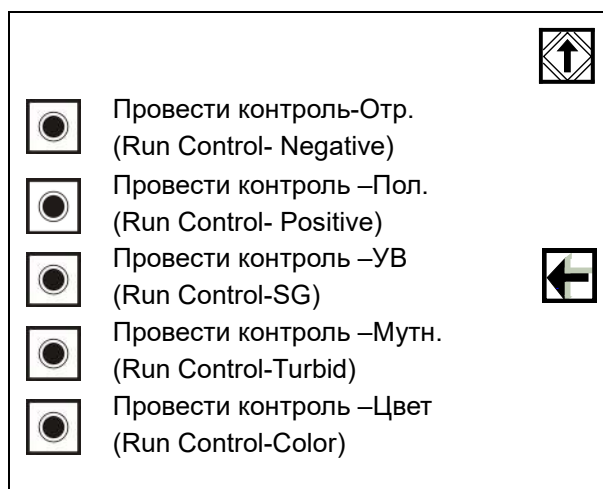 Провести контроль-Отр.
(Run Control- Negative)
Провести контроль –Пол.
(Run Control- Positive)
Провести контроль –УВ
(Run Control-SG)
Провести контроль –Мутн.
(Run Control-Turbid)
Провести контроль –Цвет
(Run Control-Color)